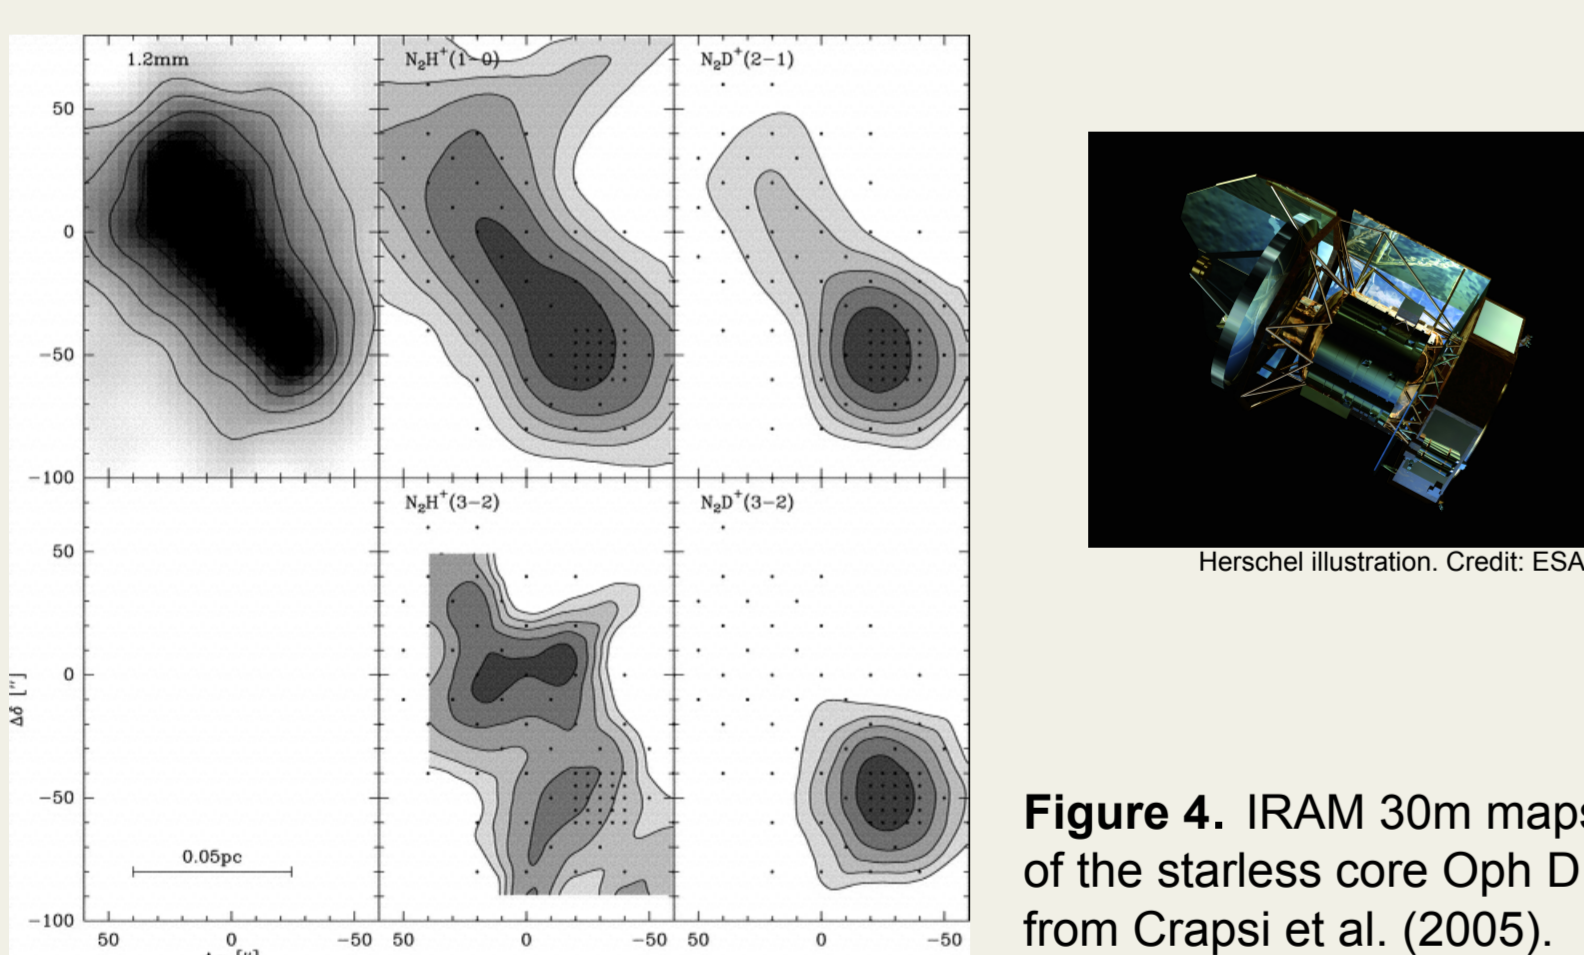 1.2mm
N₂H⁺(1−0)
N₂D⁺(2−1)
50
0
−50
−100
N₂H⁺(3−2)
N₂D⁺(3−2)
50
0
−50
−100
Δδ ["]
0.05pc
50 0 −50 50 0 −50 50 0 −50
["]
Herschel illustration. Credit: ESA
Figure 4. IRAM 30m maps
of the starless core Oph D
from Crapsi et al. (2005).